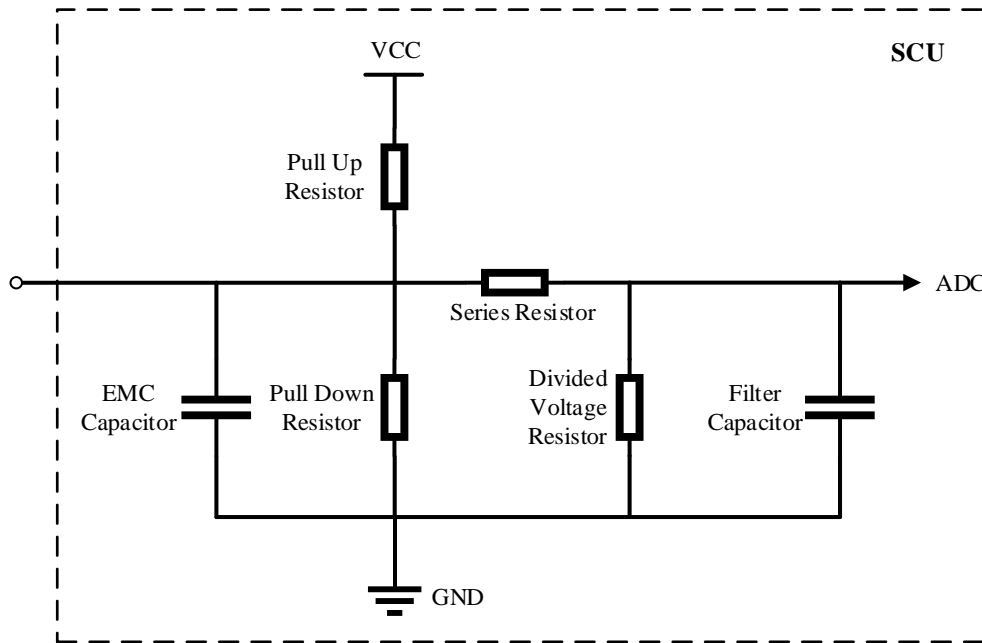 VCC
SCU
Pull Up
Resistor
Series Resistor
ADC
EMC
Capacitor
Pull Down
Resistor
Divided
Voltage
Resistor
Filter
Capacitor
GND